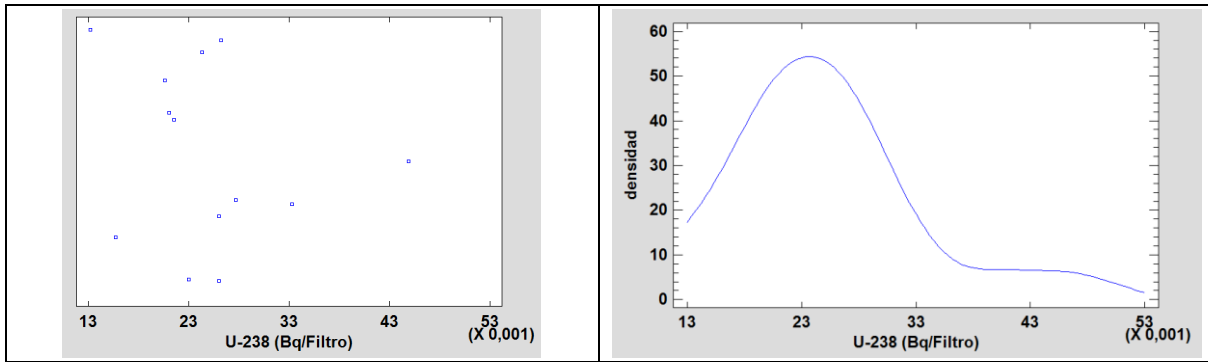 13 23 33 43 53
(X 0,001)
U-238 (Bq/Filtro)
60
50
40
30
20
10
0
densidad
13 23 33 43 53
(X 0,001)
U-238 (Bq/Filtro)